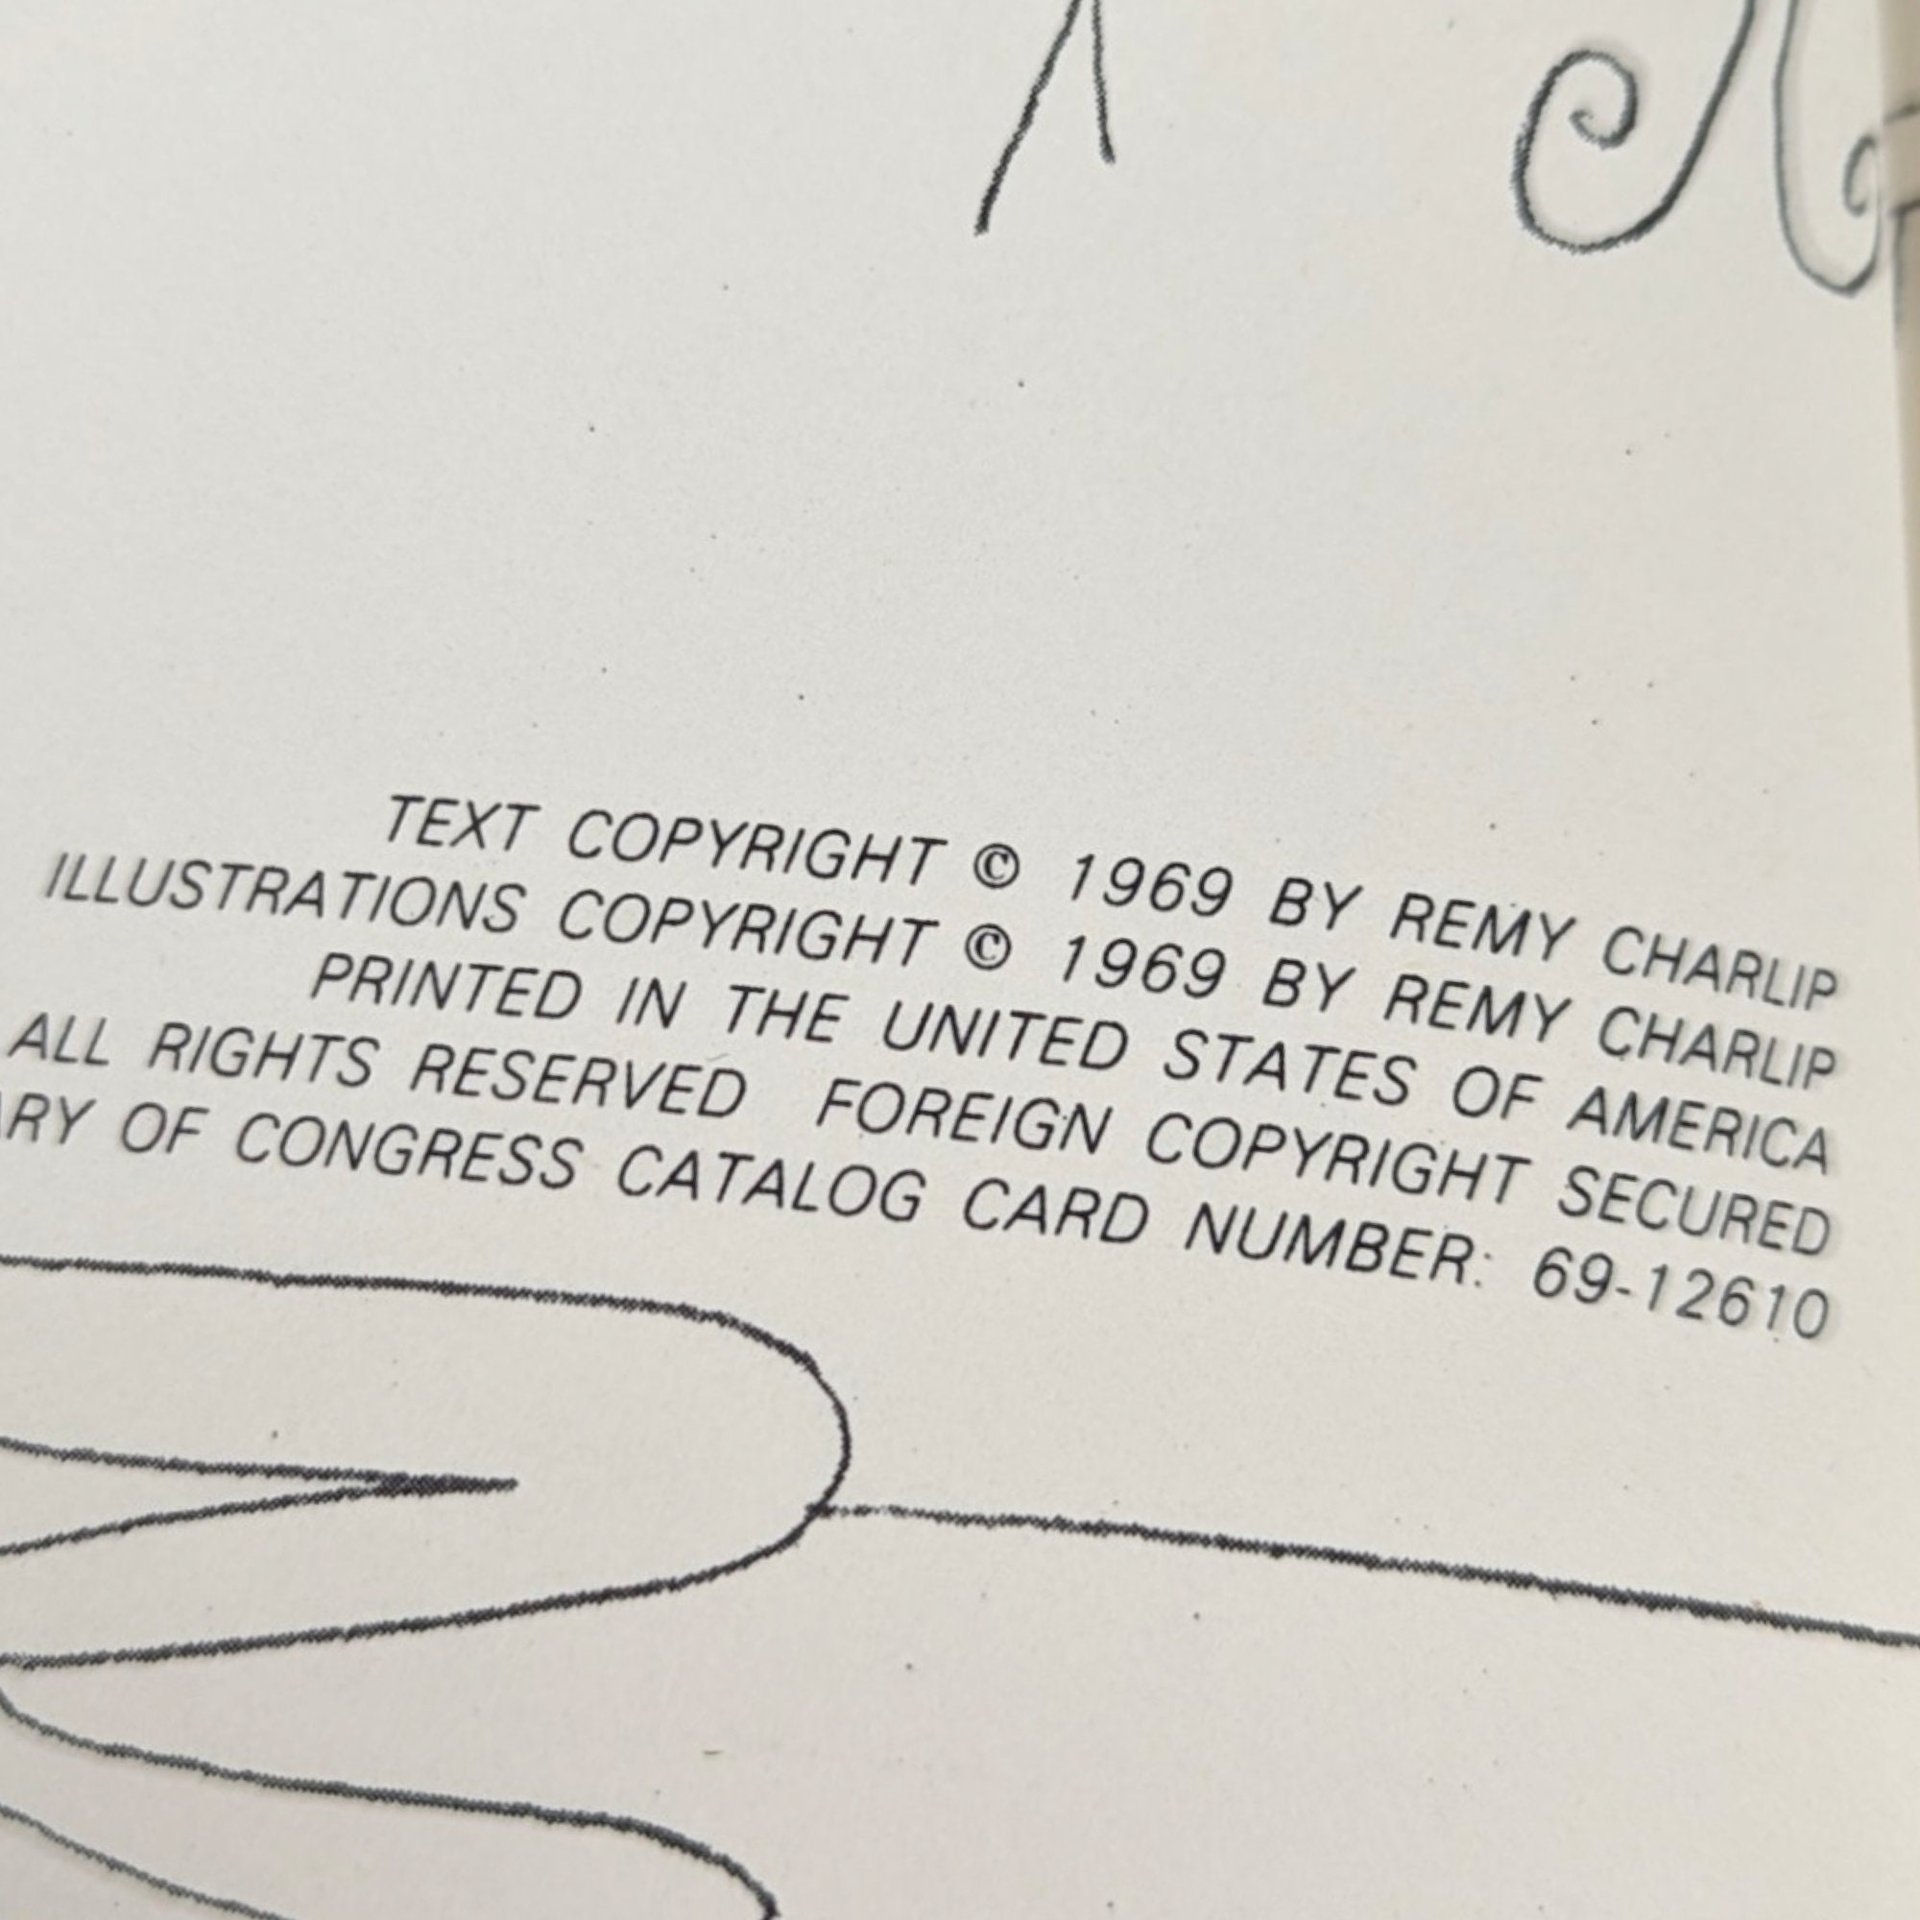 TEXT COPYRIGHT © 1969 BY REMY CHARLIP
ILLUSTRATIONS COPYRIGHT © 1969 BY REMY CHARLIP
PRINTED IN THE UNITED STATES OF AMERICA
ALL RIGHTS RESERVED FOREIGN COPYRIGHT SECURED
OF CONGRESS CATALOG CARD NUMBER: 69-12610